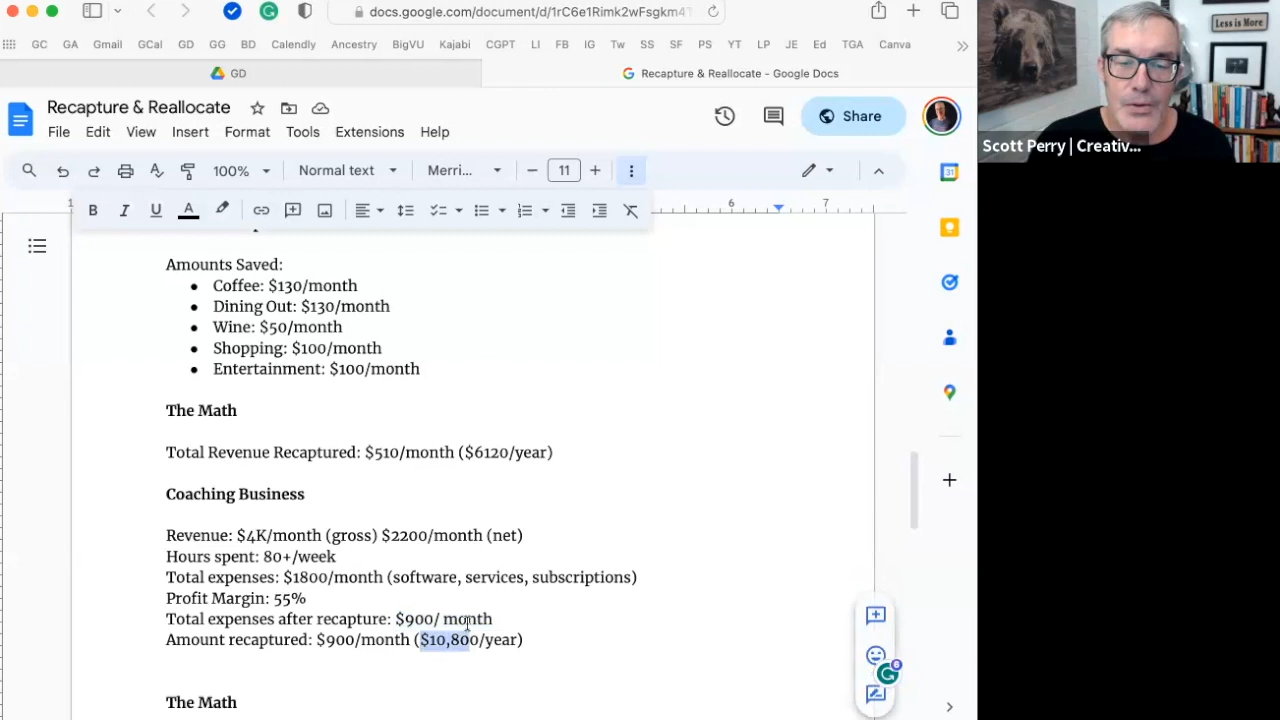 docs.google.com/document/d/1rC6e1Rimk2wFsgkm4
GC GA Gmail GCal GD GG BD Calendly Ancestry BigVU Kajabi CGPT LI FB IG Tw SS SF PS YT LP JE Ed TGA Canva
GD
Recapture & Reallocate - Google Docs
Recapture & Reallocate
Share
File Edit View Insert Format Tools Extensions Help
100% Normal text Merri... 11
B I U A
1 6 7
Amounts Saved:
● Coffee: $130/month
● Dining Out: $130/month
● Wine: $50/month
● Shopping: $100/month
● Entertainment: $100/month
The Math
Total Revenue Recaptured: $510/month ($6120/year)
Coaching Business
Revenue: $4K/month (gross) $2200/month (net)
Hours spent: 80+/week
Total expenses: $1800/month (software, services, subscriptions)
Profit Margin: 55%
Total expenses after recapture: $900/ month
Amount recaptured: $900/month ($10,800/year)
The Math
31
8
Less is More
Scott Perry | Creativ...